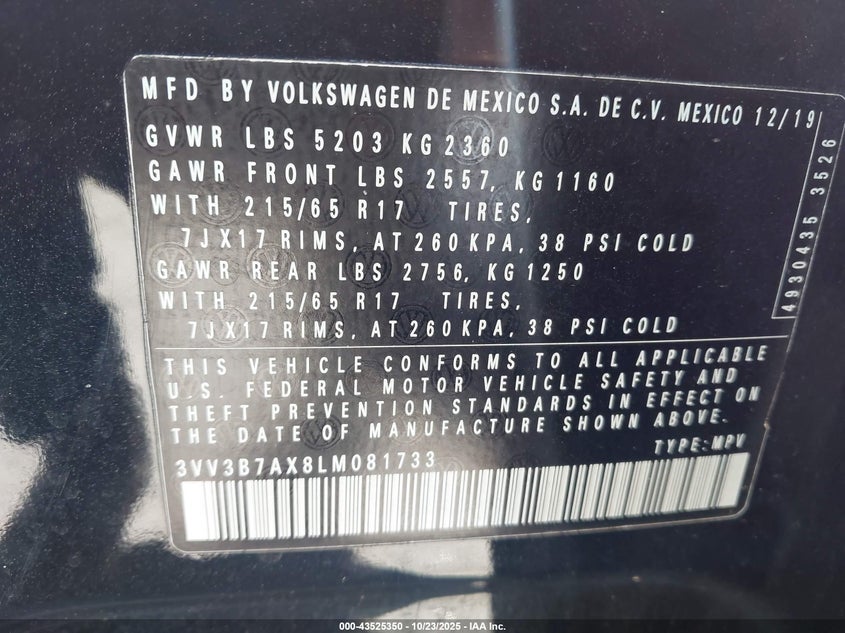 MFD BY VOLKSWAGEN DE MEXICO S.A. DE C.V. MEXICO 12/19
GVWR LBS 5203 KG 2360
GAWR FRONT LBS 2557, KG 1160
WITH 215/65 R17 TIRES,
7JX17 RIMS, AT 260 KPA, 38 PSI COLD
GAWR REAR LBS 2756, KG 1250
WITH 215/65 R17 TIRES,
7JX17 RIMS, AT 260 KPA, 38 PSI COLD
4930435 3526
THIS VEHICLE CONFORMS TO ALL APPLICABLE
U.S. FEDERAL MOTOR VEHICLE SAFETY AND
THEFT PREVENTION STANDARDS IN EFFECT ON
THE DATE OF MANUFACTURE SHOWN ABOVE.
TYPE: MPV
3VV3B7AX8LM081733
000-43525350 | 10/23/2025 - IAA Inc.